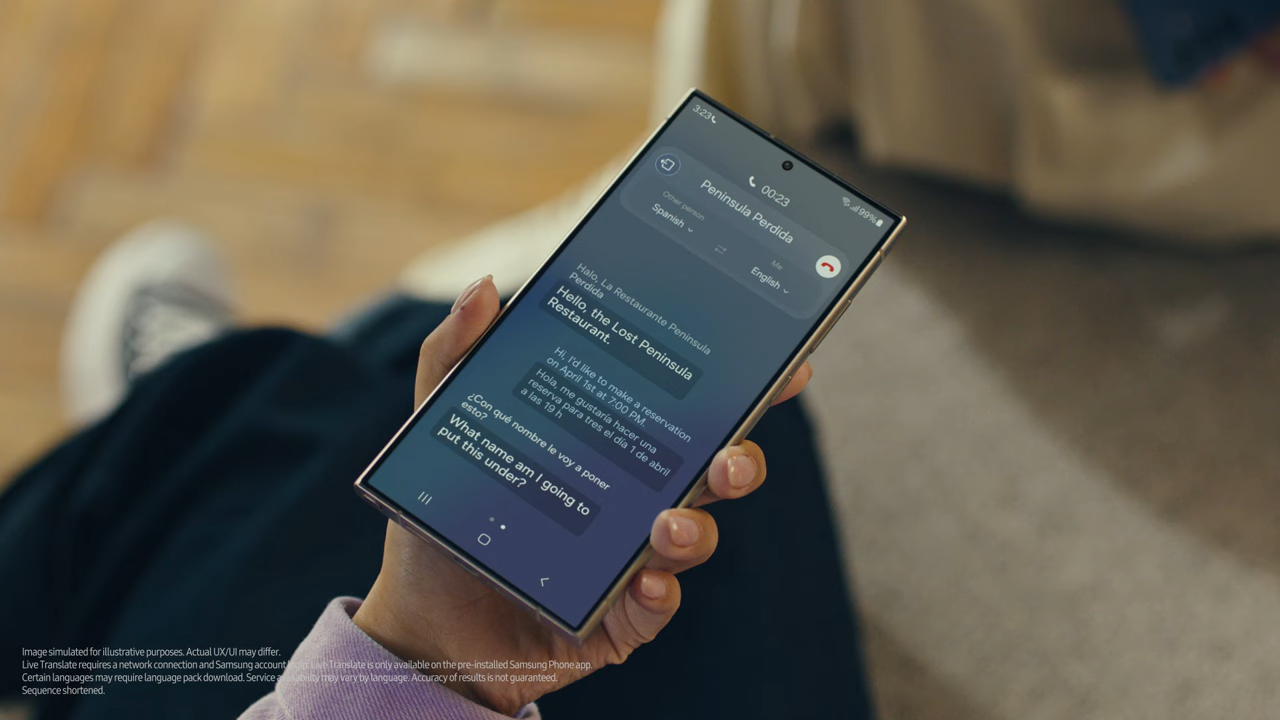 3:23
99%
00:23
Peninsula Perdida
Other person
Spanish
Me
English
Halo, La Restaurante Peninsula
Perdida
Hello, the Lost Peninsula
Restaurant.
Hi, I'd like to make a reservation
on April 1st at 7:00 PM.
Hola, me gustaría hacer una
reserva para tres el día 1 de abril
a las 19 h
¿Con qué nombre le voy a poner
esto?
What name am I going to
put this under?
Image simulated for illustrative purposes. Actual UX/UI may differ.
Live Translate requires a network connection and Samsung account login. Live Translate is only available on the pre-installed Samsung Phone app.
Certain languages may require language pack download. Service availability may vary by language. Accuracy of results is not guaranteed.
Sequence shortened.